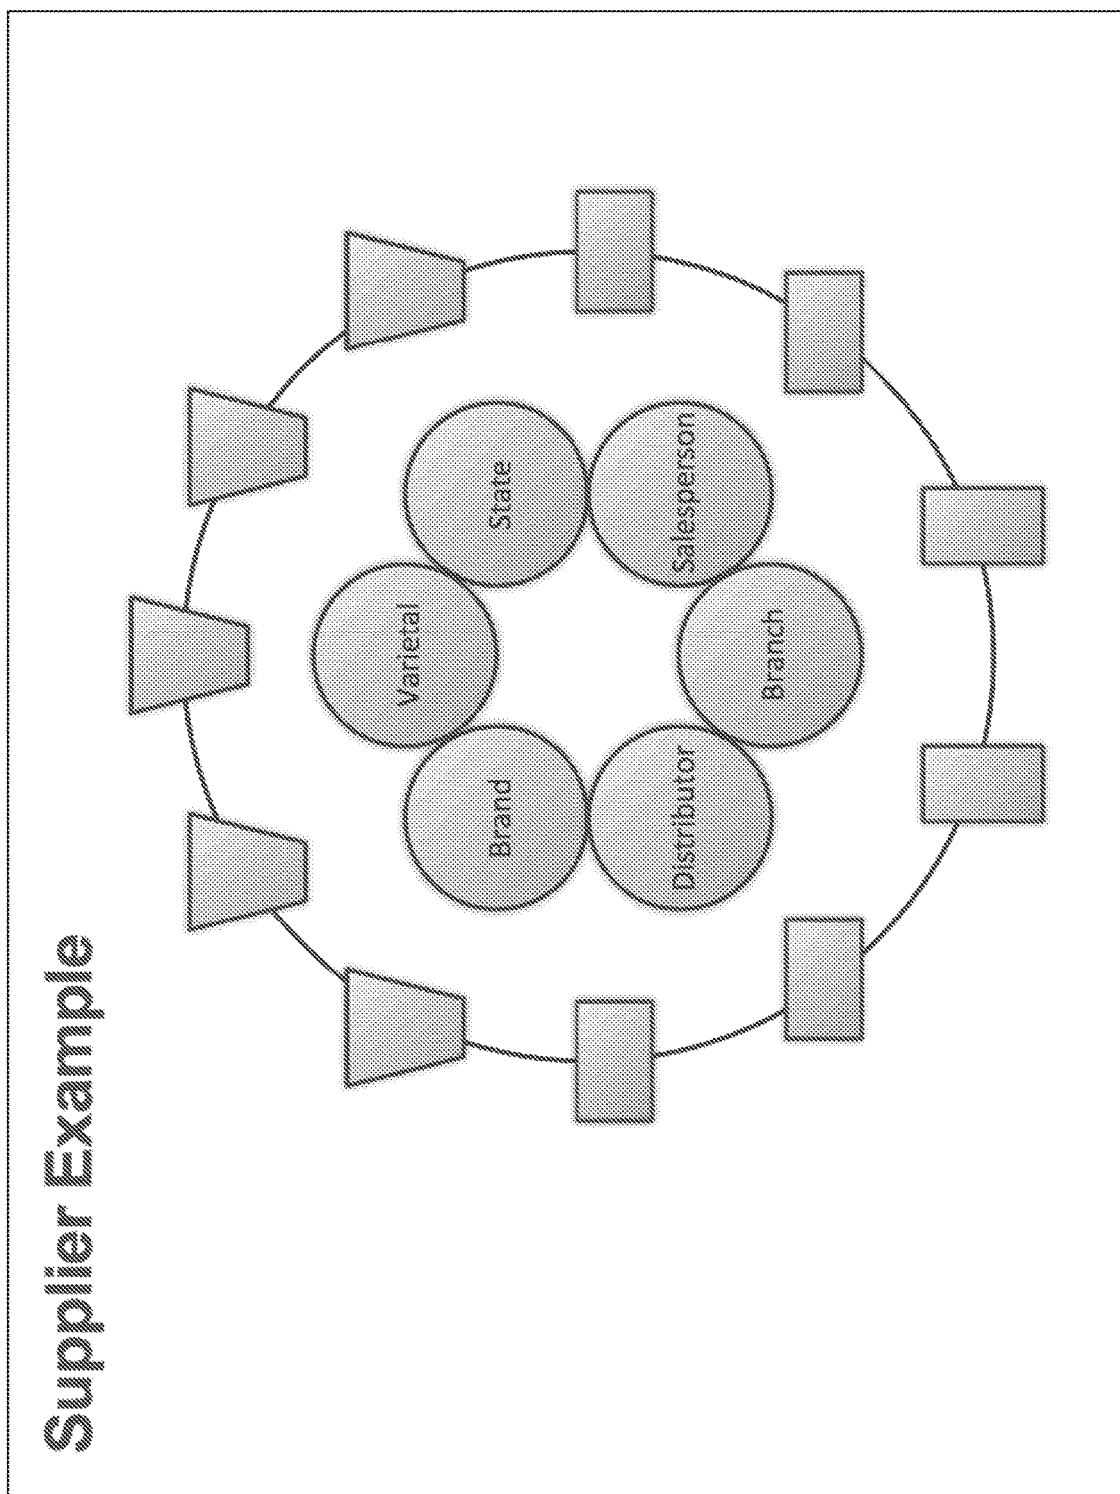 Supplier Example
Varietal
Brand
State
Distributor
Salesperson
Branch